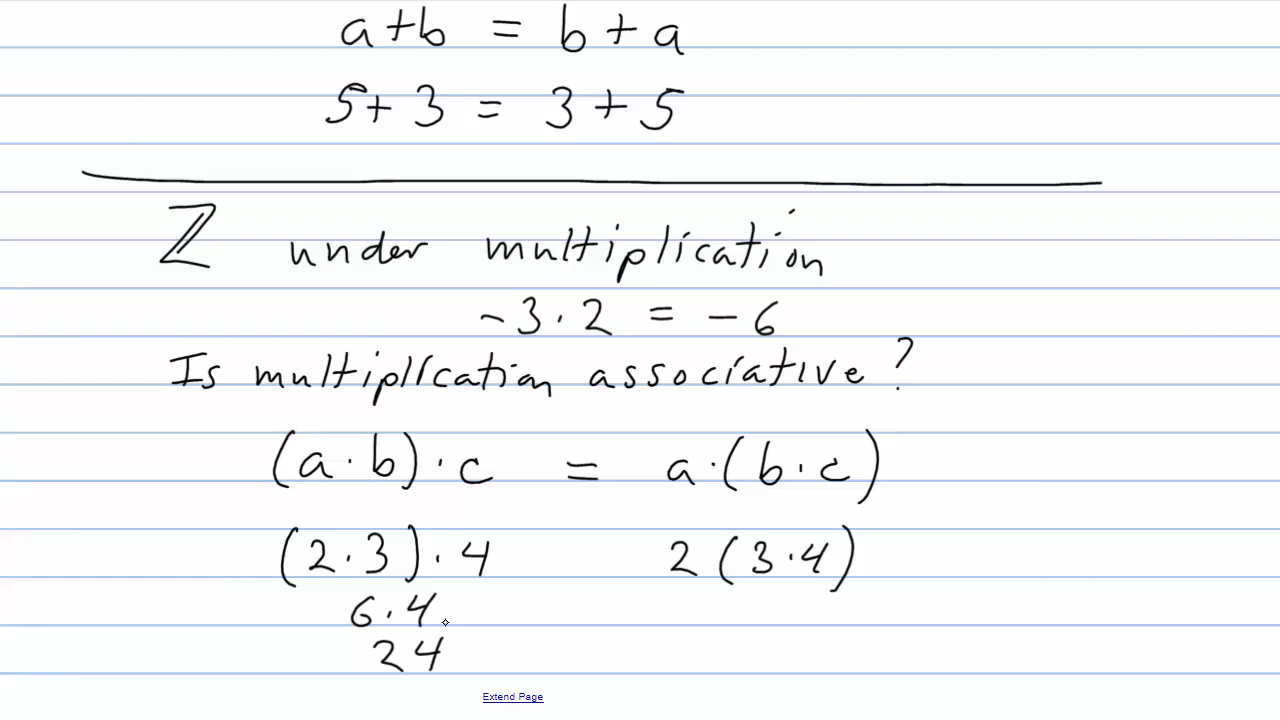 a+b = b+a
5+3 = 3+5
ℤ under multiplication
-3·2 = -6
Is multiplication associative?
(a·b)·c = a·(b·c)
(2·3)·4 2(3·4)
6·4
24
Extend Page